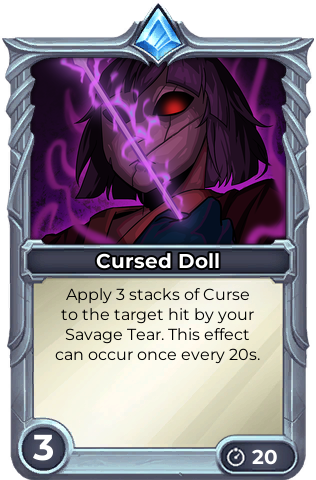 Cursed Doll
Apply 3 stacks of Curse
to the target hit by your
Savage Tear. This effect
can occur once every 20s.
3
20